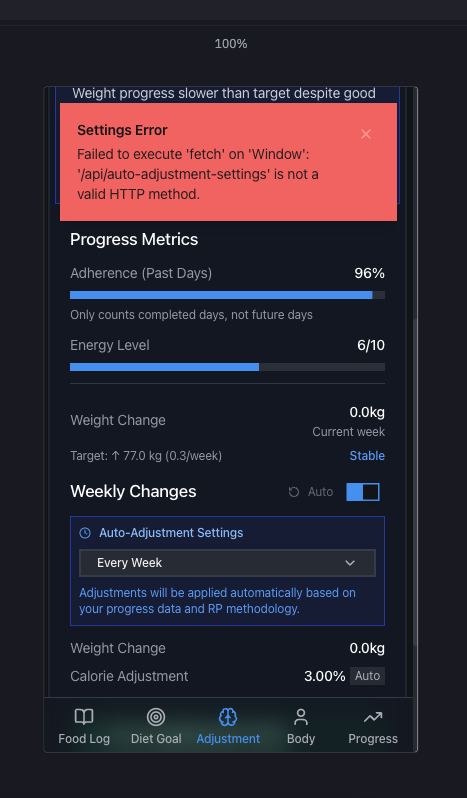 100%
Weight progress slower than target despite good
Settings Error
Failed to execute 'fetch' on 'Window':
'/api/auto-adjustment-settings' is not a
valid HTTP method.
Progress Metrics
Adherence (Past Days) 96%
Only counts completed days, not future days
Energy Level 6/10
Weight Change 0.0kg
Current week
Target: ↑ 77.0 kg (0.3/week) Stable
Weekly Changes Auto
Auto-Adjustment Settings
Every Week
Adjustments will be applied automatically based on
your progress data and RP methodology.
Weight Change 0.0kg
Calorie Adjustment 3.00% Auto
Food Log Diet Goal Adjustment Body Progress